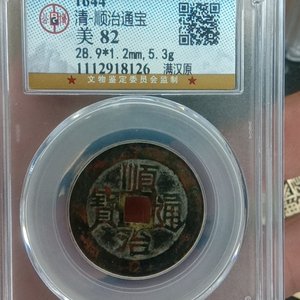 1644
清-顺治通宝
美 82
28.9*1.2mm,5.3g
1112918126 满汉原
文物鉴定委员会监制
順治通寶